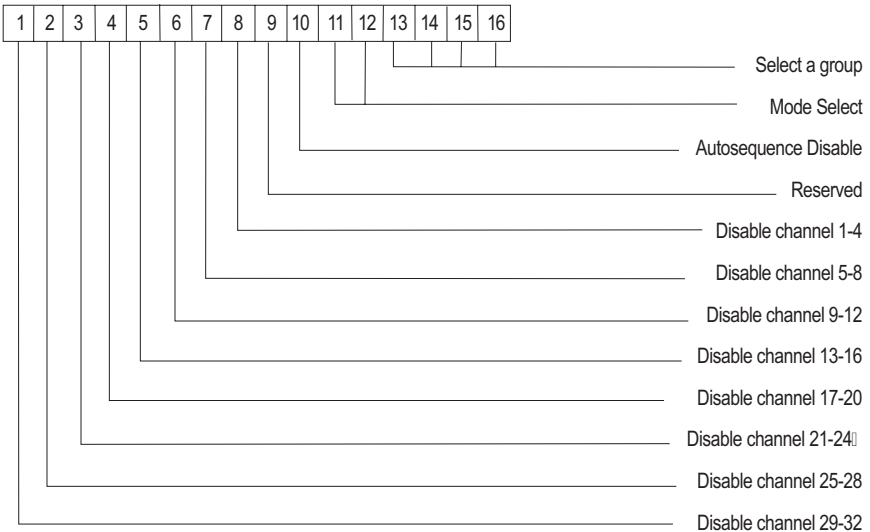 1 2 3 4 5 6 7 8 9 10 11 12 13 14 15 16
Select a group
Mode Select
Autosequence Disable
Reserved
Disable channel 1-4
Disable channel 5-8
Disable channel 9-12
Disable channel 13-16
Disable channel 17-20
Disable channel 21-24▯
Disable channel 25-28
Disable channel 29-32